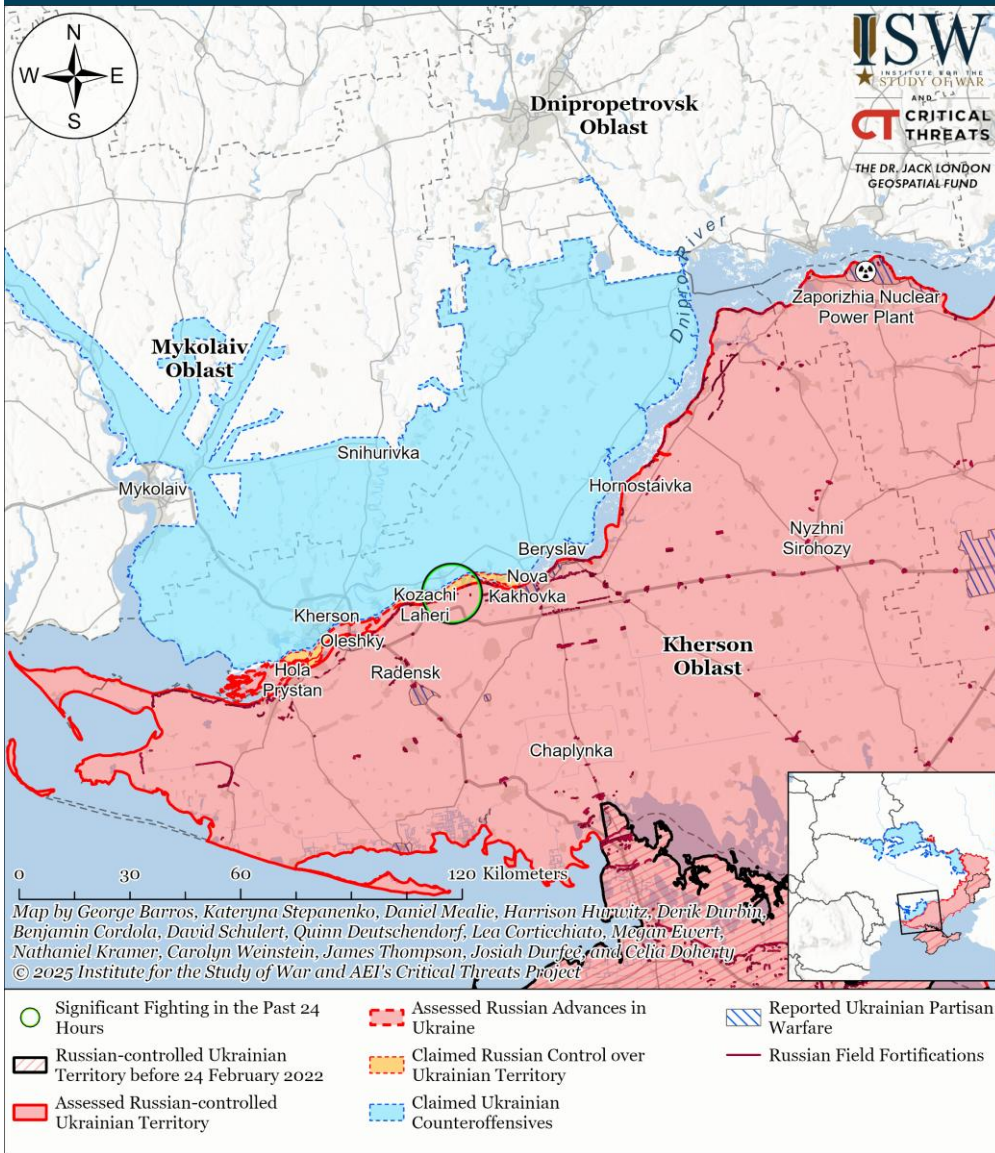 N
W E
S
ISW
INSTITUTE FOR THE
STUDY OF WAR
AND
CT CRITICAL
THREATS
THE DR. JACK LONDON
GEOSPATIAL FUND
Dnipropetrovsk
Oblast
Dnipro River
Zaporizhia Nuclear
Power Plant
Mykolaiv
Oblast
Snihurivka
Mykolaiv
Hornostaivka
Nyzhni
Sirohozy
Beryslav
Nova
Kakhovka
Kozachi
Laheri
Kherson
Oleshky
Kherson
Oblast
Hola
Prystan
Radensk
Chaplynka
0 30 60 120 Kilometers
Map by George Barros, Kateryna Stepanenko, Daniel Mealie, Harrison Hurwitz, Derik Durbin,
Benjamin Cordola, David Schulert, Quinn Deutschendorf, Lea Corticchiato, Megan Ewert,
Nathaniel Kramer, Carolyn Weinstein, James Thompson, Josiah Durfee, and Celia Doherty
© 2025 Institute for the Study of War and AEI's Critical Threats Project
Significant Fighting in the Past 24
Hours
Russian-controlled Ukrainian
Territory before 24 February 2022
Assessed Russian-controlled
Ukrainian Territory
Assessed Russian Advances in
Ukraine
Claimed Russian Control over
Ukrainian Territory
Claimed Ukrainian
Counteroffensives
Reported Ukrainian Partisan
Warfare
Russian Field Fortifications